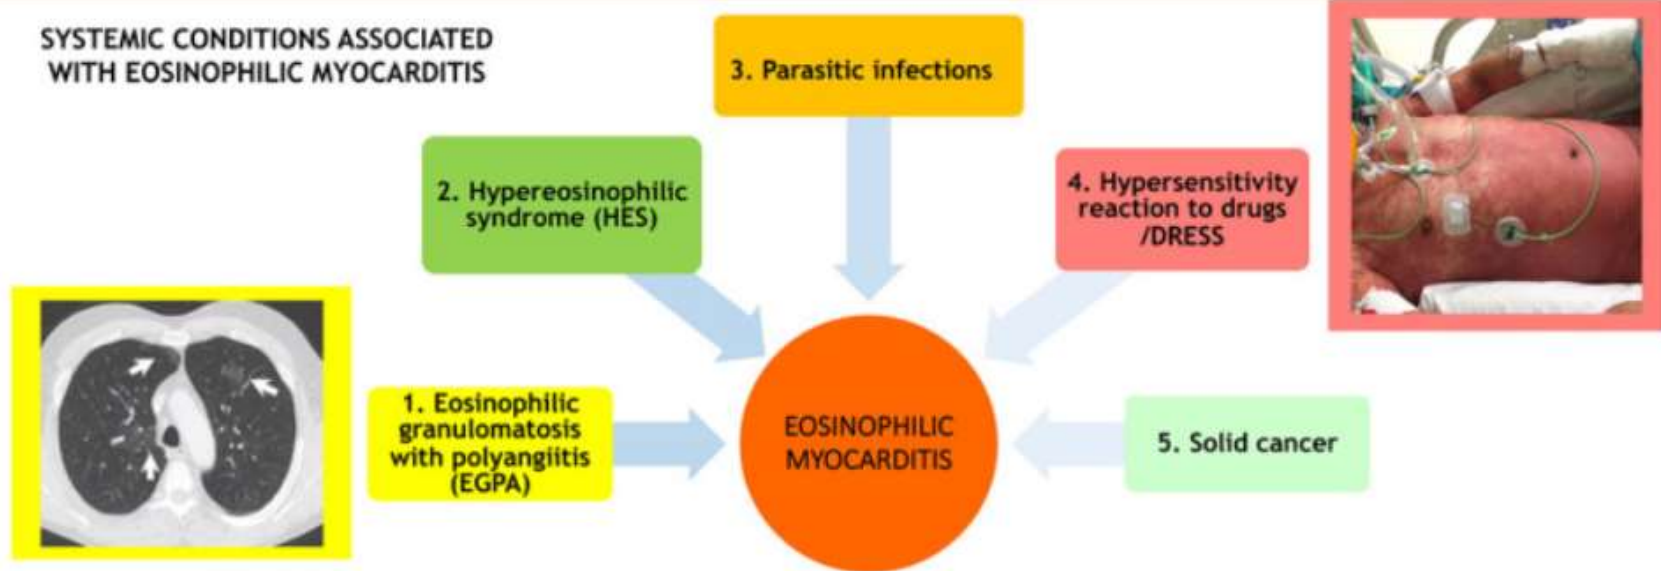 SYSTEMIC CONDITIONS ASSOCIATED
WITH EOSINOPHILIC MYOCARDITIS
3. Parasitic infections
2. Hypereosinophilic
syndrome (HES)
4. Hypersensitivity
reaction to drugs
/DRESS
1. Eosinophilic
granulomatosis
with polyangiitis
(EGPA)
EOSINOPHILIC
MYOCARDITIS
5. Solid cancer